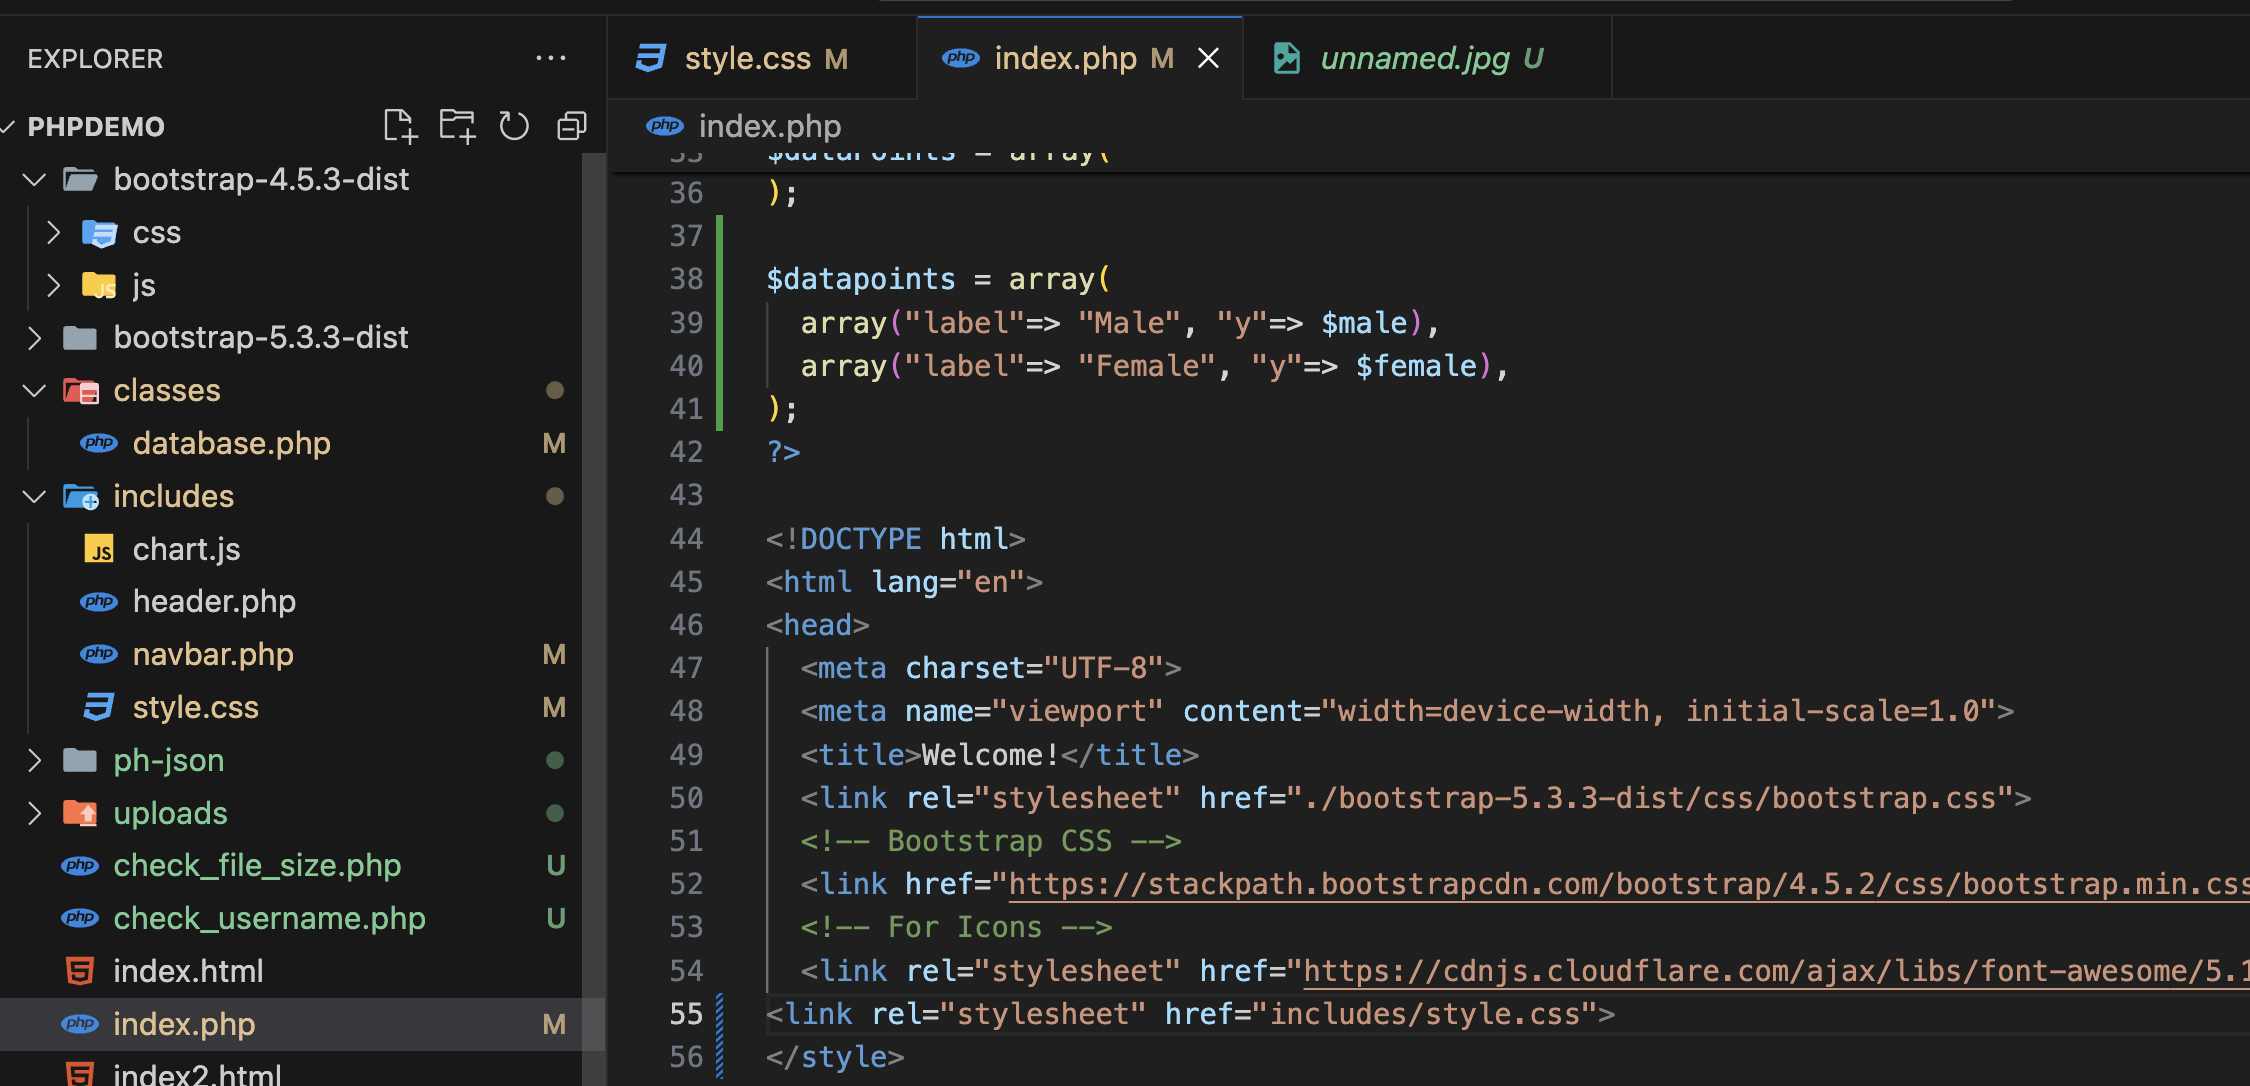 EXPLORER
PHPDEMO
bootstrap-4.5.3-dist
css
js
bootstrap-5.3.3-dist
classes
database.php M
includes
chart.js
header.php
navbar.php M
style.css M
ph-json
uploads
check_file_size.php U
check_username.php U
index.html
index.php M
index2.html
style.css M
index.php M
unnamed.jpg U
index.php
35 $dataPoints = array(
36 );
37
38 $datapoints = array(
39 array("label"=> "Male", "y"=> $male),
40 array("label"=> "Female", "y"=> $female),
41 );
42 ?>
43
44 <!DOCTYPE html>
45 <html lang="en">
46 <head>
47 <meta charset="UTF-8">
48 <meta name="viewport" content="width=device-width, initial-scale=1.0">
49 <title>Welcome!</title>
50 <link rel="stylesheet" href="./bootstrap-5.3.3-dist/css/bootstrap.css">
51 <!-- Bootstrap CSS -->
52 <link href="https://stackpath.bootstrapcdn.com/bootstrap/4.5.2/css/bootstrap.min.css
53 <!-- For Icons -->
54 <link rel="stylesheet" href="https://cdnjs.cloudflare.com/ajax/libs/font-awesome/5.1
55 <link rel="stylesheet" href="includes/style.css">
56 </style>